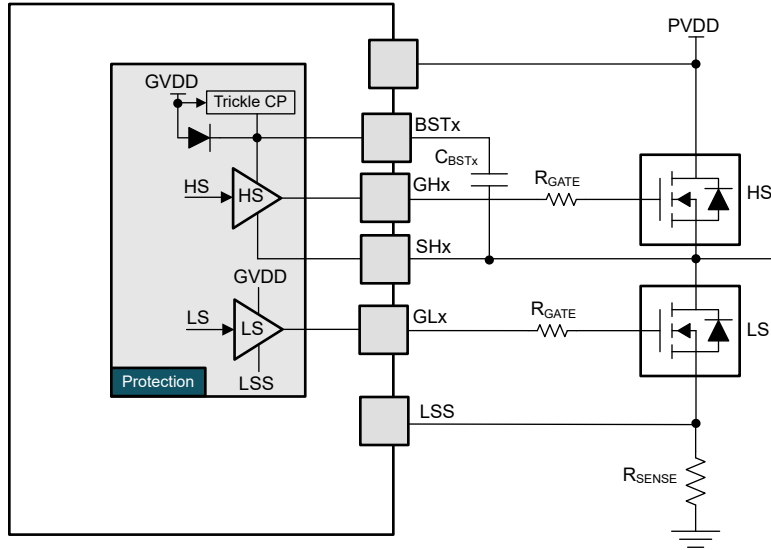 PVDD
GVDD
Trickle CP
BSTx
CBSTx
HS
HS
GHx
RGATE
HS
SHx
GVDD
LS
LS
GLx
RGATE
LS
LSS
Protection
LSS
RSENSE